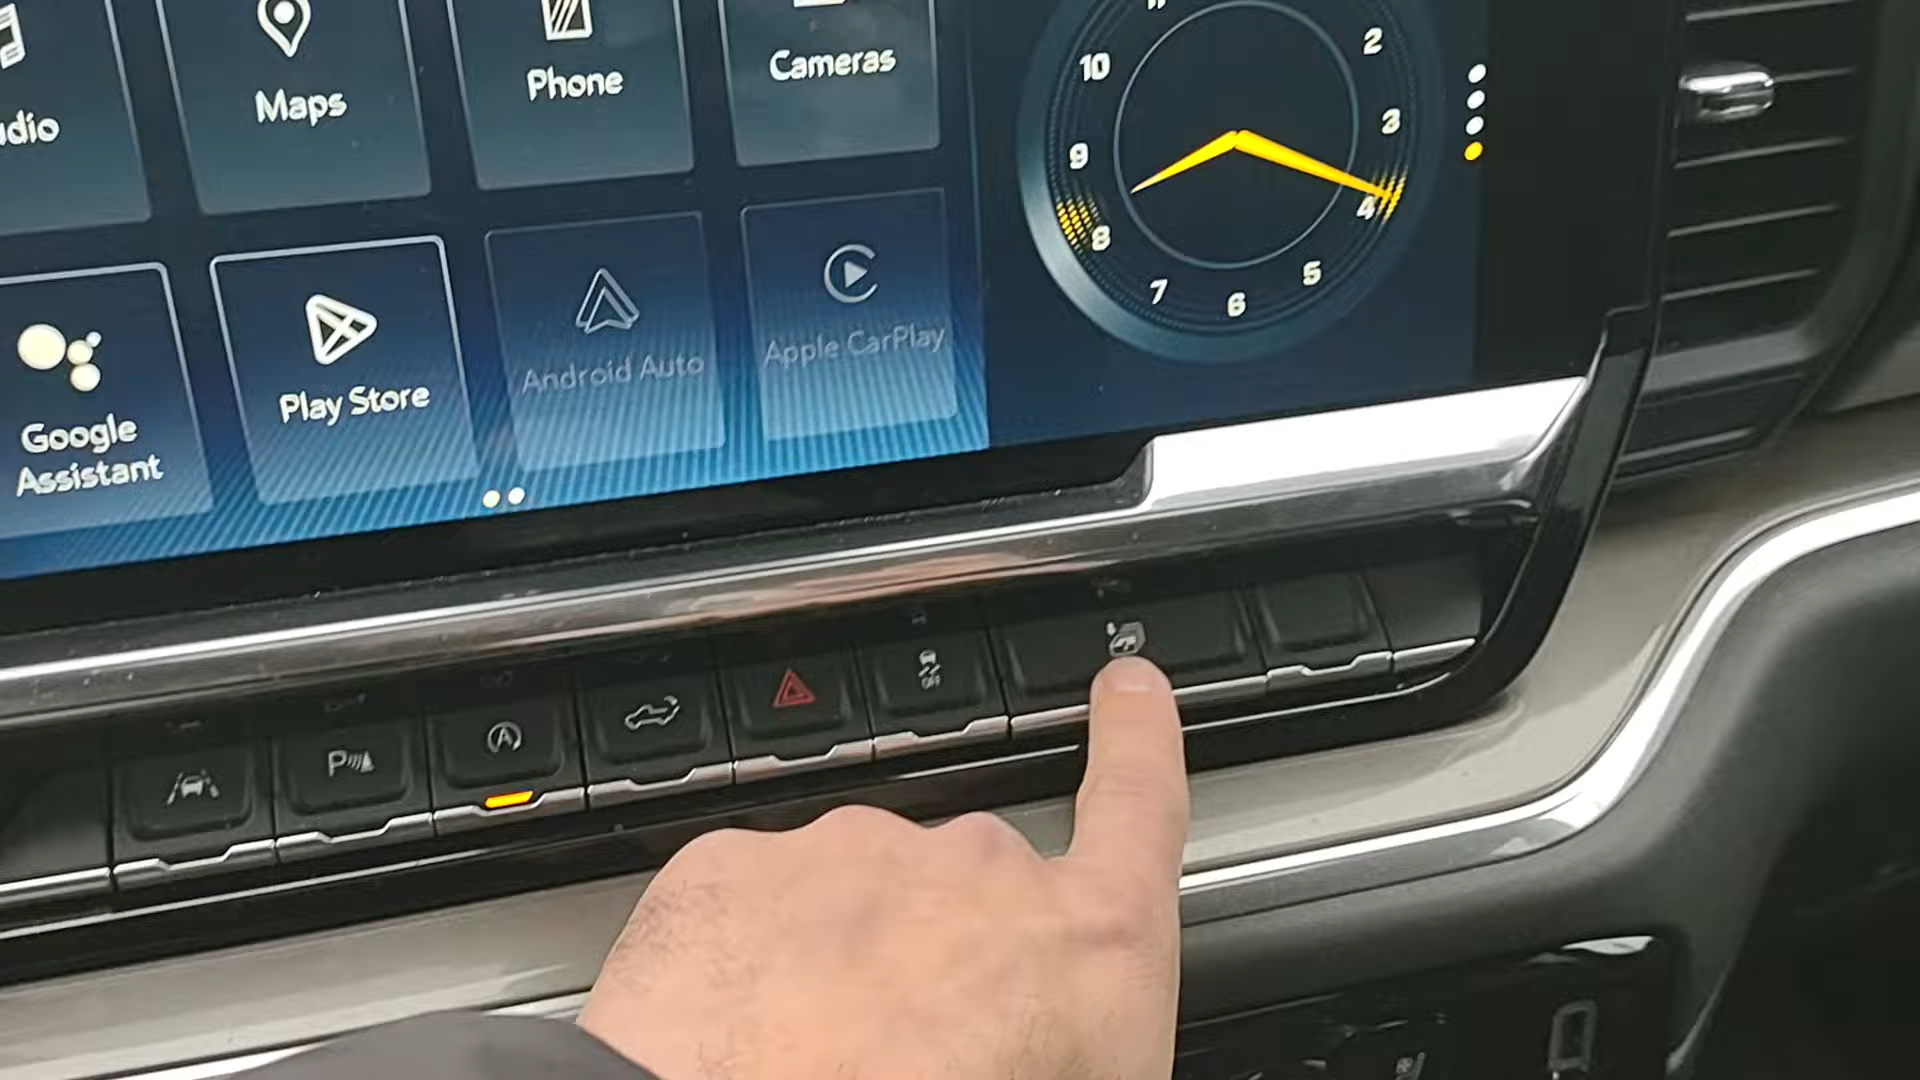 Maps
Phone
Cameras
Google
Assistant
Play Store
Android Auto
Apple CarPlay
10
2
9
3
8
4
7
6
5
P
A
OFF